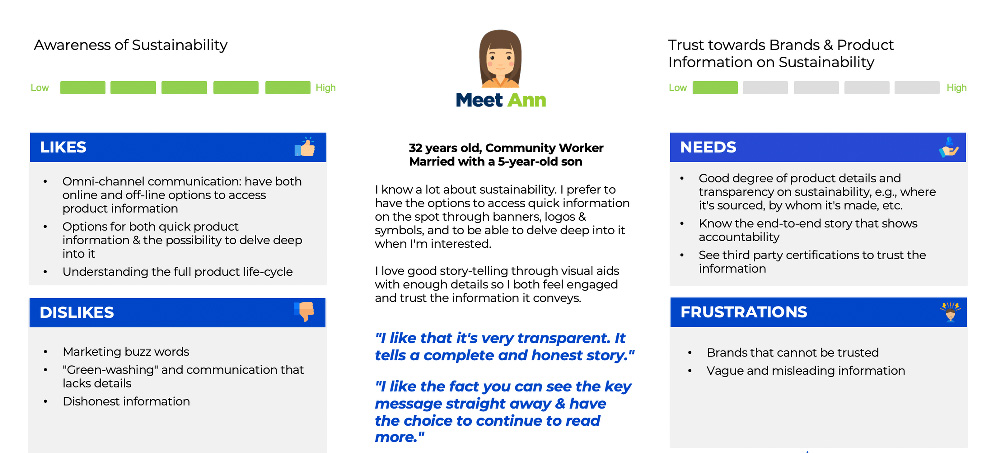 Awareness of Sustainability
Low
High
LIKES
• Omni-channel communication: have both
online and off-line options to access
product information
• Options for both quick product
information & the possibility to delve deep
into it
• Understanding the full product life-cycle
DISLIKES
• Marketing buzz words
• "Green-washing" and communication that
lacks details
• Dishonest information
Meet Ann
32 years old, Community Worker
Married with a 5-year-old son
I know a lot about sustainability. I prefer to
have the options to access quick information
on the spot through banners, logos &
symbols, and to be able to delve deep into it
when I'm interested.
I love good story-telling through visual aids
with enough details so I both feel engaged
and trust the information it conveys.
"I like that it's very transparent. It
tells a complete and honest story."
"I like the fact you can see the key
message straight away & have
the choice to continue to read
more."
Trust towards Brands & Product
Information on Sustainability
Low
High
NEEDS
• Good degree of product details and
transparency on sustainability, e.g., where
it's sourced, by whom it's made, etc.
• Know the end-to-end story that shows
accountability
• See third party certifications to trust the
information
FRUSTRATIONS
• Brands that cannot be trusted
• Vague and misleading information